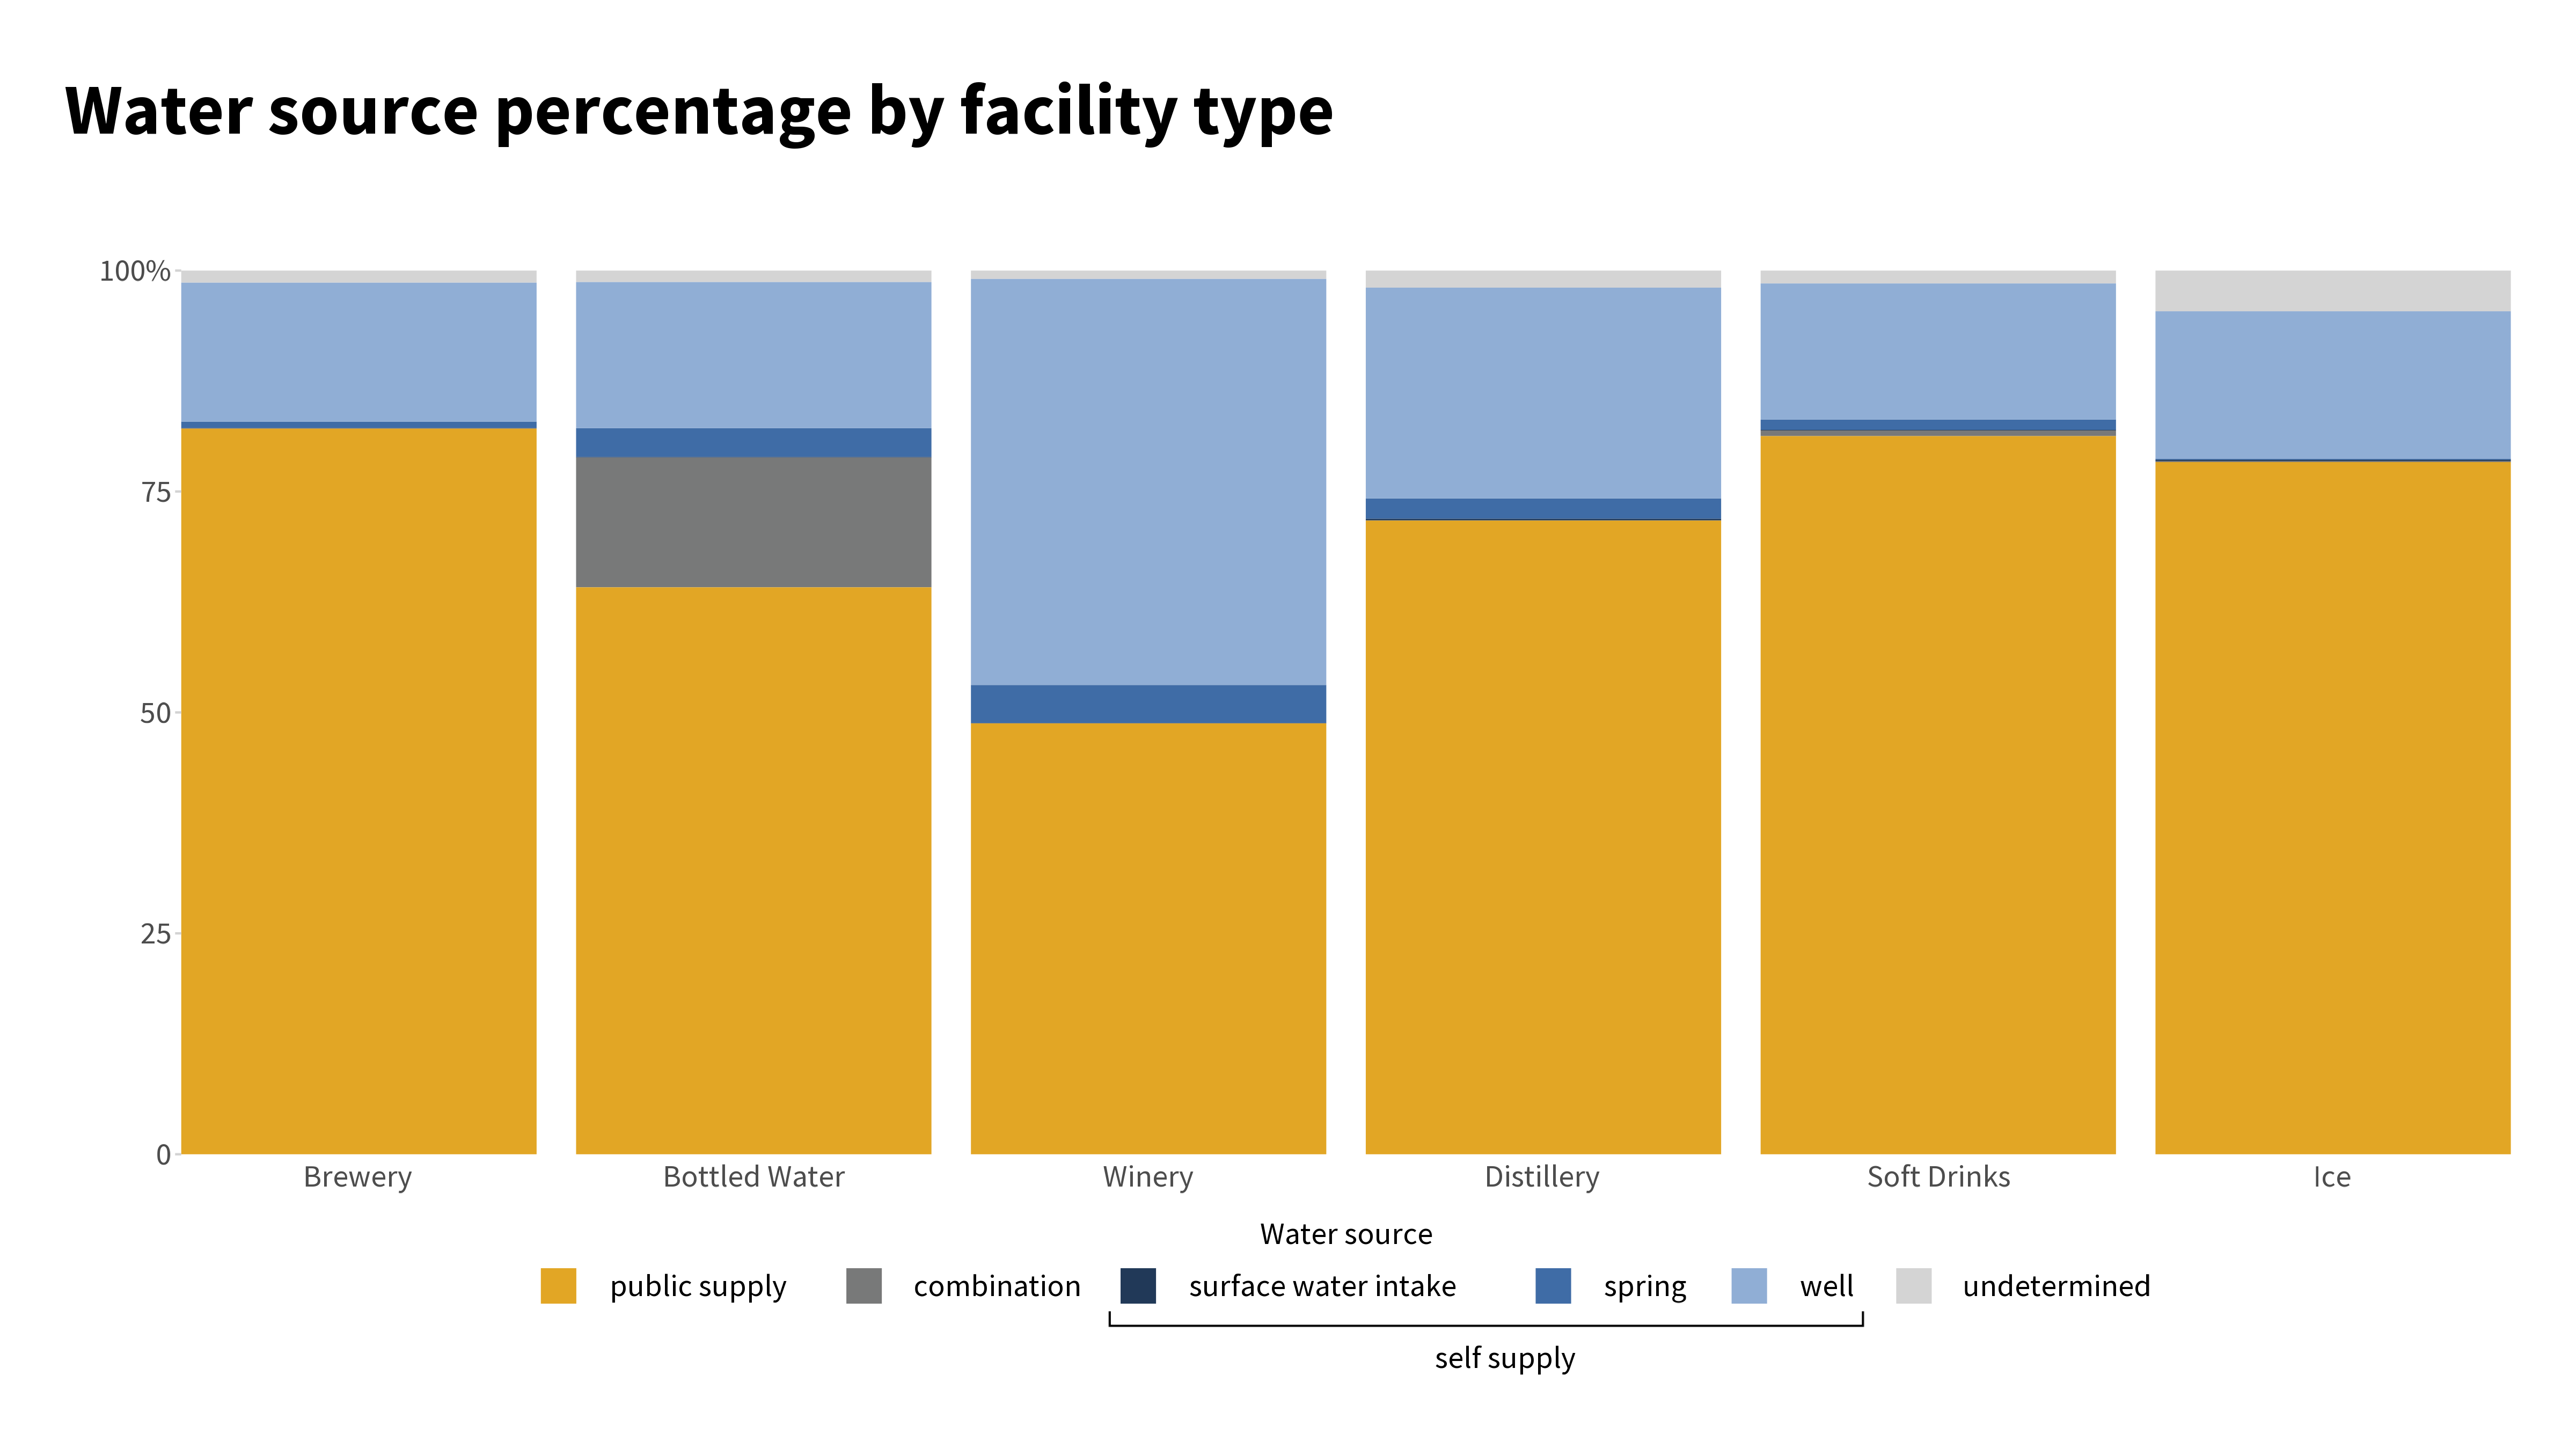 Water source percentage by facility type
100%
75
50
25
0
Brewery Bottled Water Winery Distillery Soft Drinks Ice
Water source
public supply combination surface water intake spring well undetermined
self supply